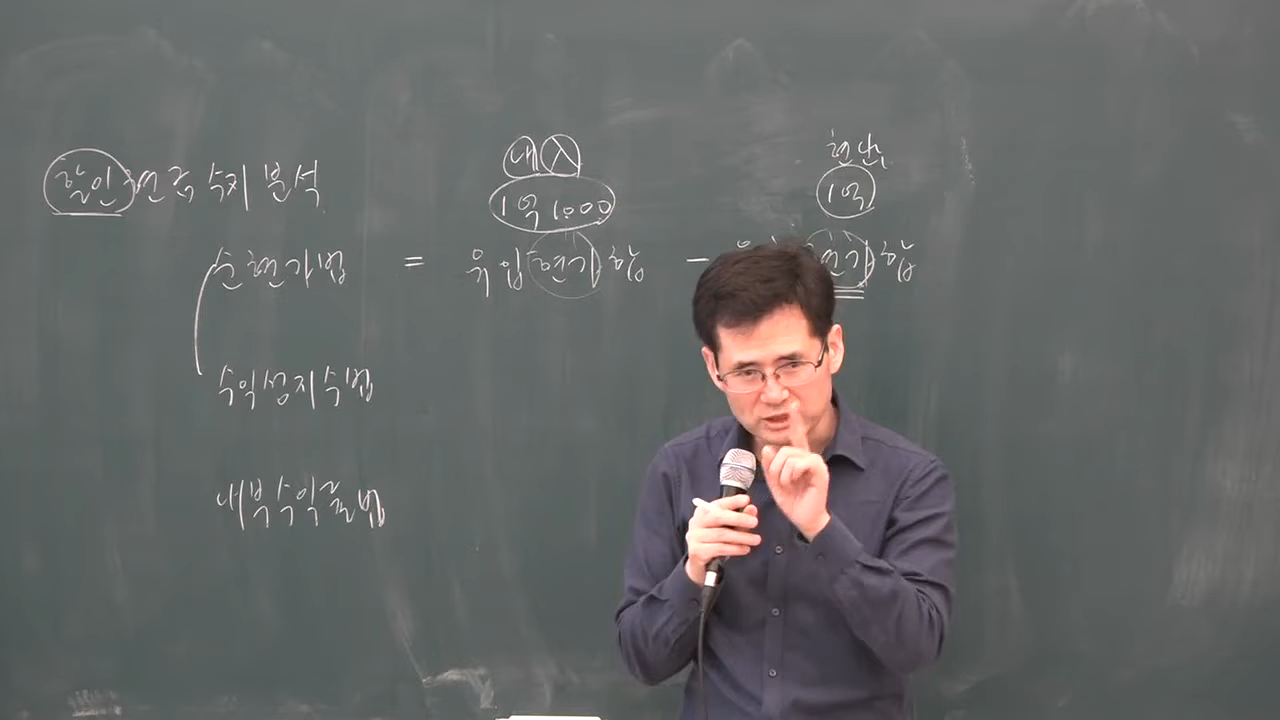 내 入
현 반
할인 현금 수지 분석
1억 1000
1억
순현가법 = 유입 현가 합 - 현가 합
수익성지수법
내부수익률법